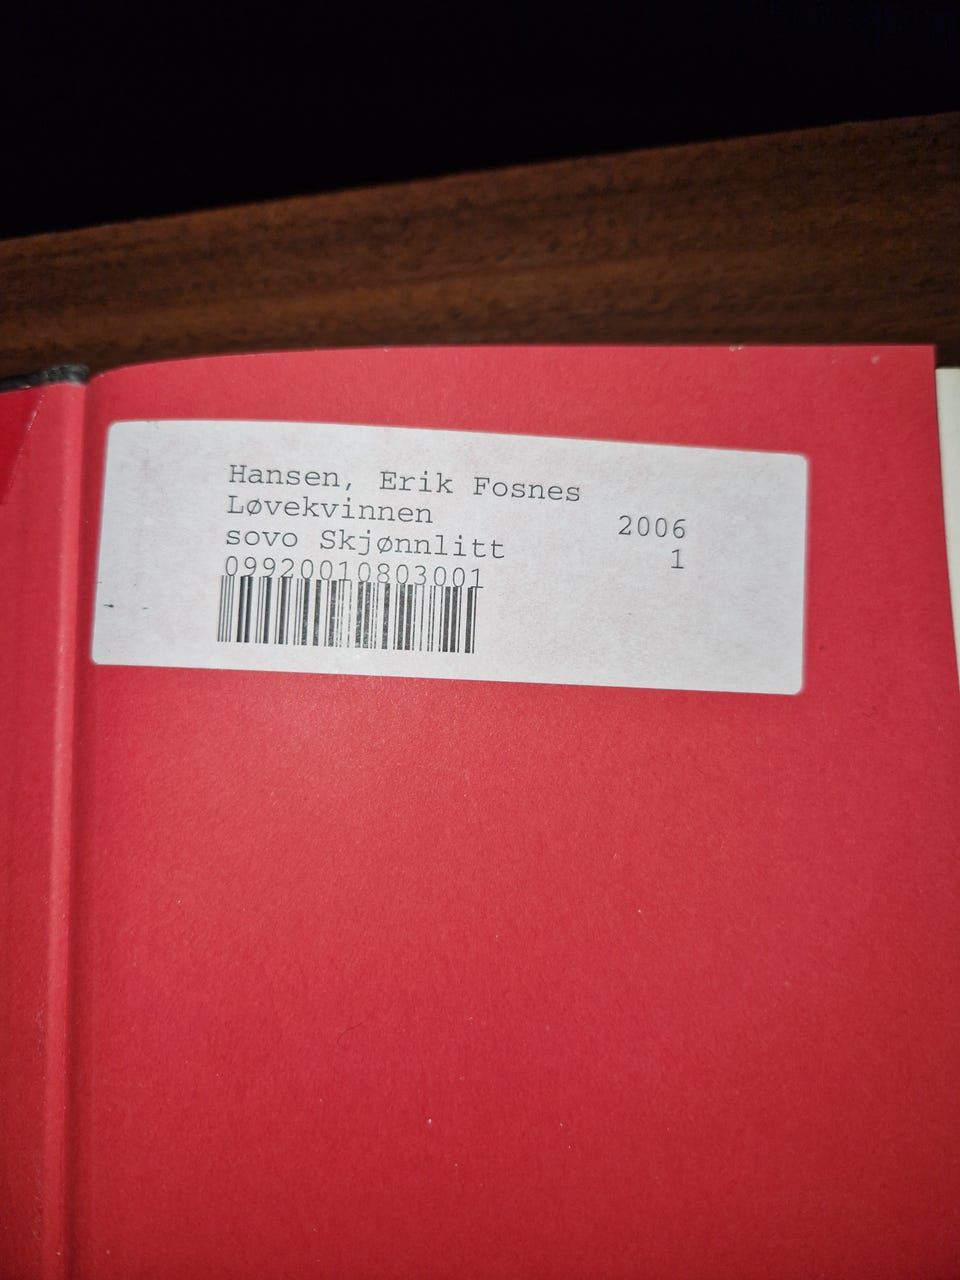 Hansen, Erik Fosnes
Løvekvinnen 2006
sovo Skjønnlitt 1
09920010803001